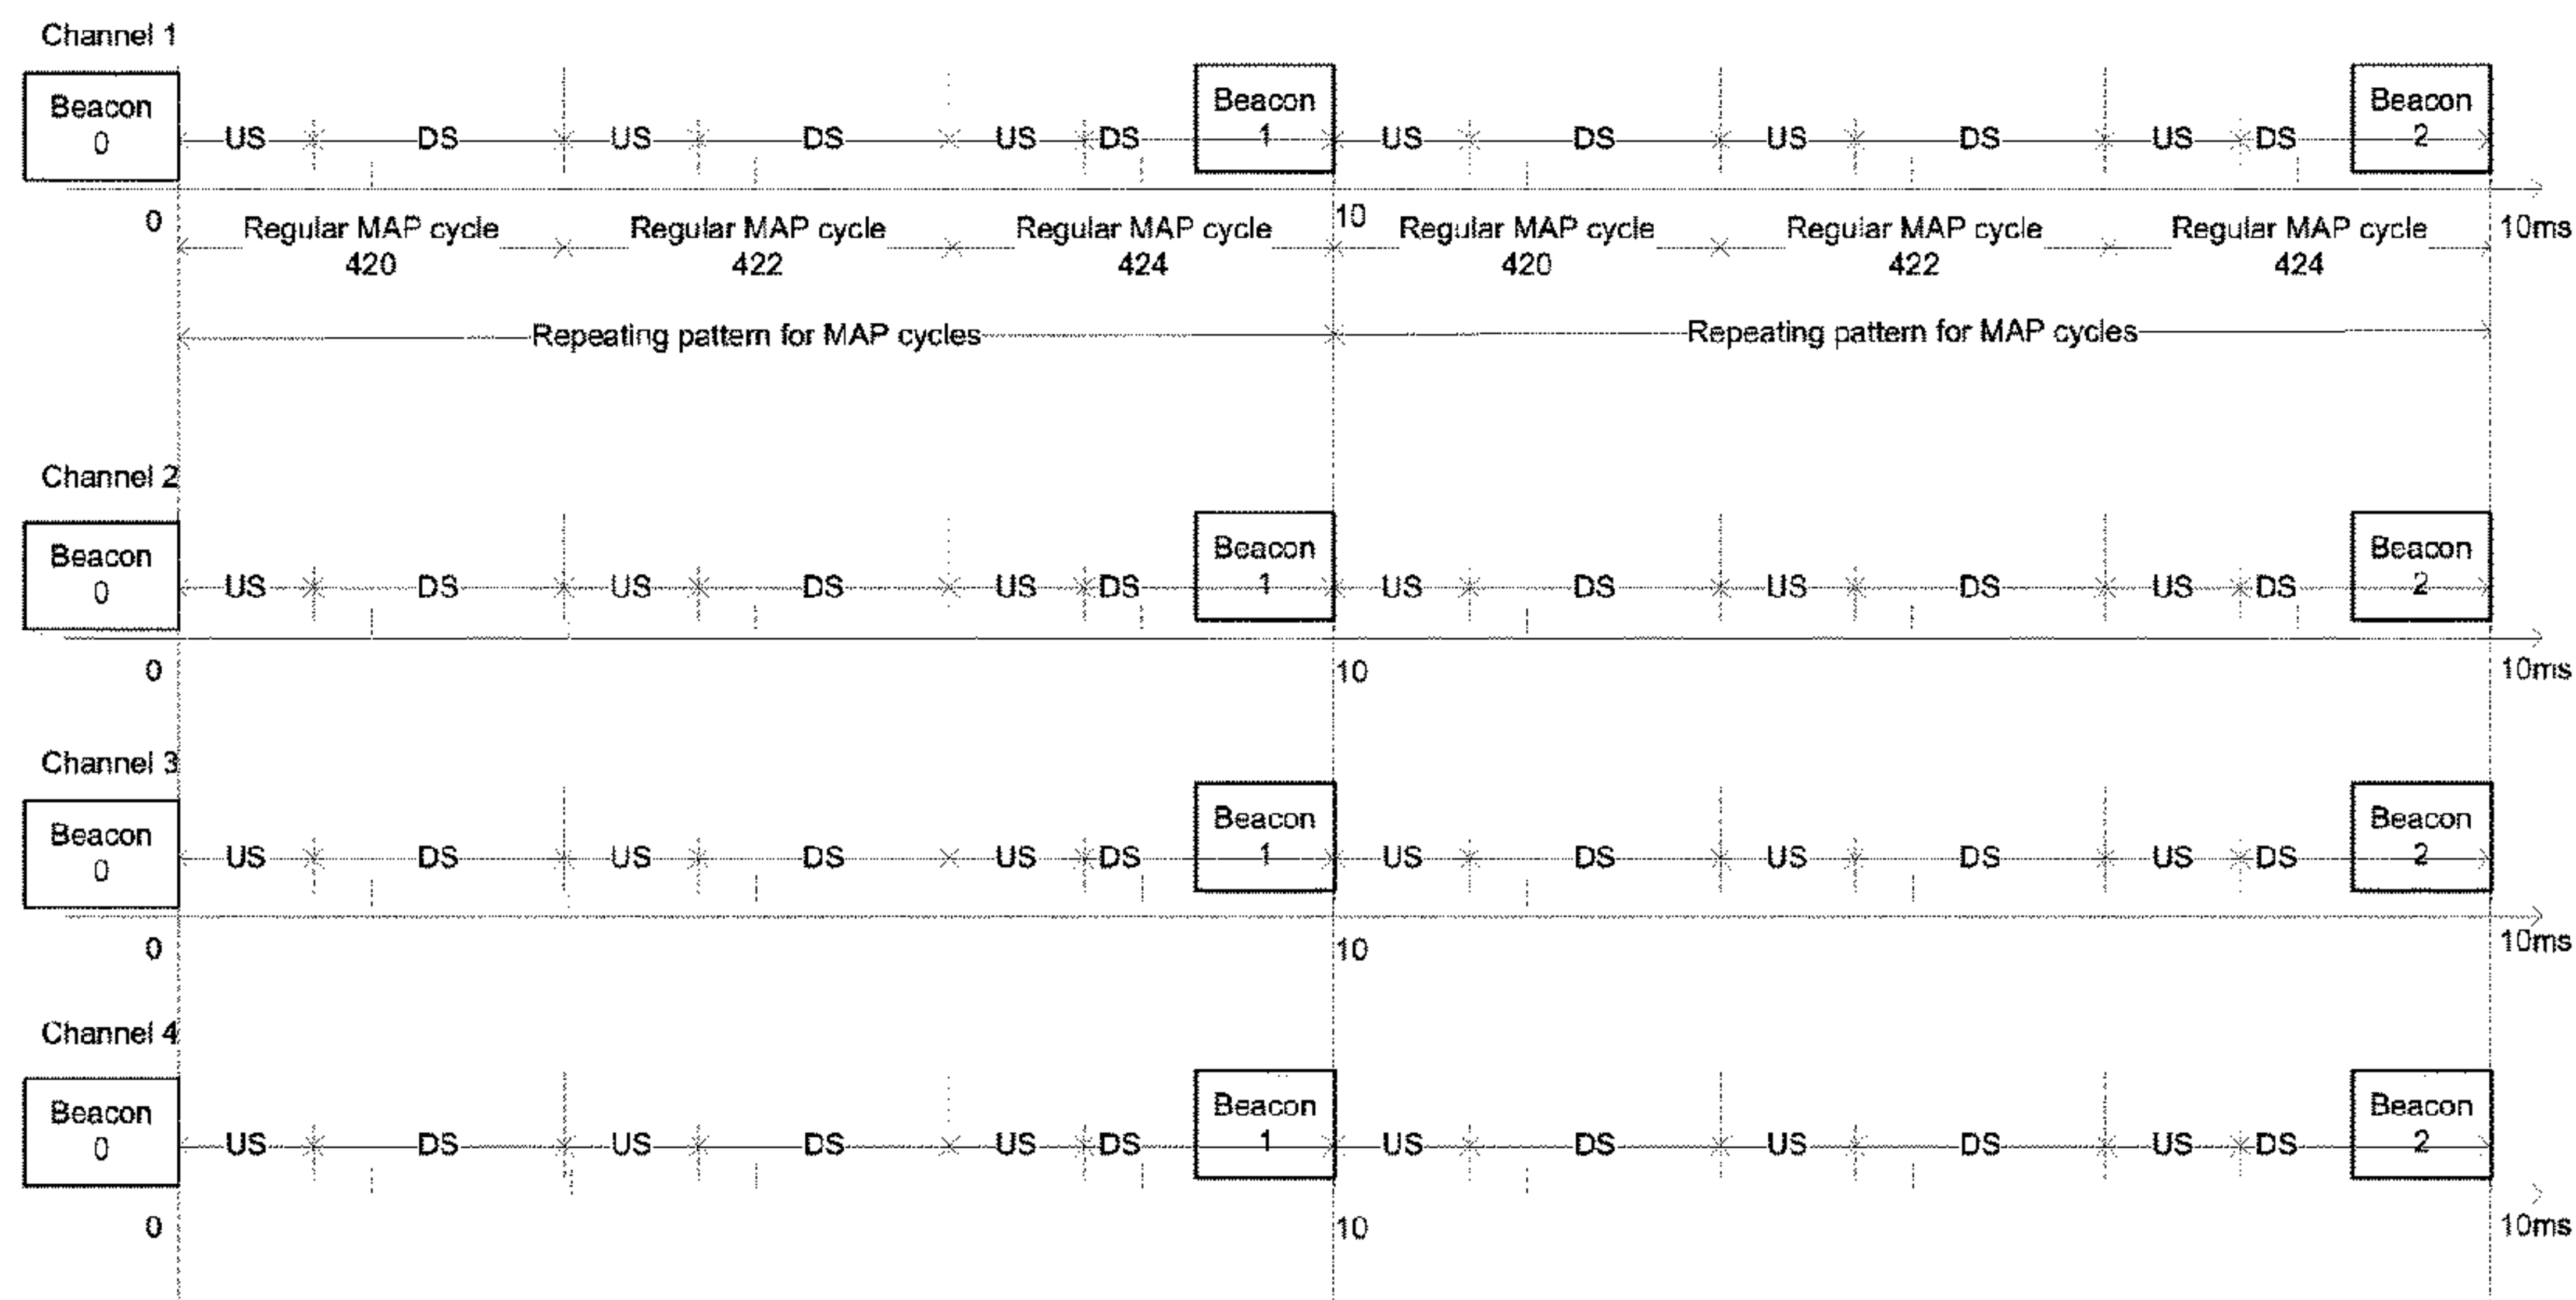 Channel 1
Beacon
0
US DS US DS US DS
Beacon
1
US DS US DS US DS
Beacon
2
0 10 10ms
Regular MAP cycle
420
Regular MAP cycle
422
Regular MAP cycle
424
Regular MAP cycle
420
Regular MAP cycle
422
Regular MAP cycle
424
Repeating pattern for MAP cycles
Repeating pattern for MAP cycles
Channel 2
Beacon
0
US DS US DS US DS
Beacon
1
US DS US DS US DS
Beacon
2
0 10 10ms
Channel 3
Beacon
0
US DS US DS US DS
Beacon
1
US DS US DS US DS
Beacon
2
0 10 10ms
Channel 4
Beacon
0
US DS US DS US DS
Beacon
1
US DS US DS US DS
Beacon
2
0 10 10ms